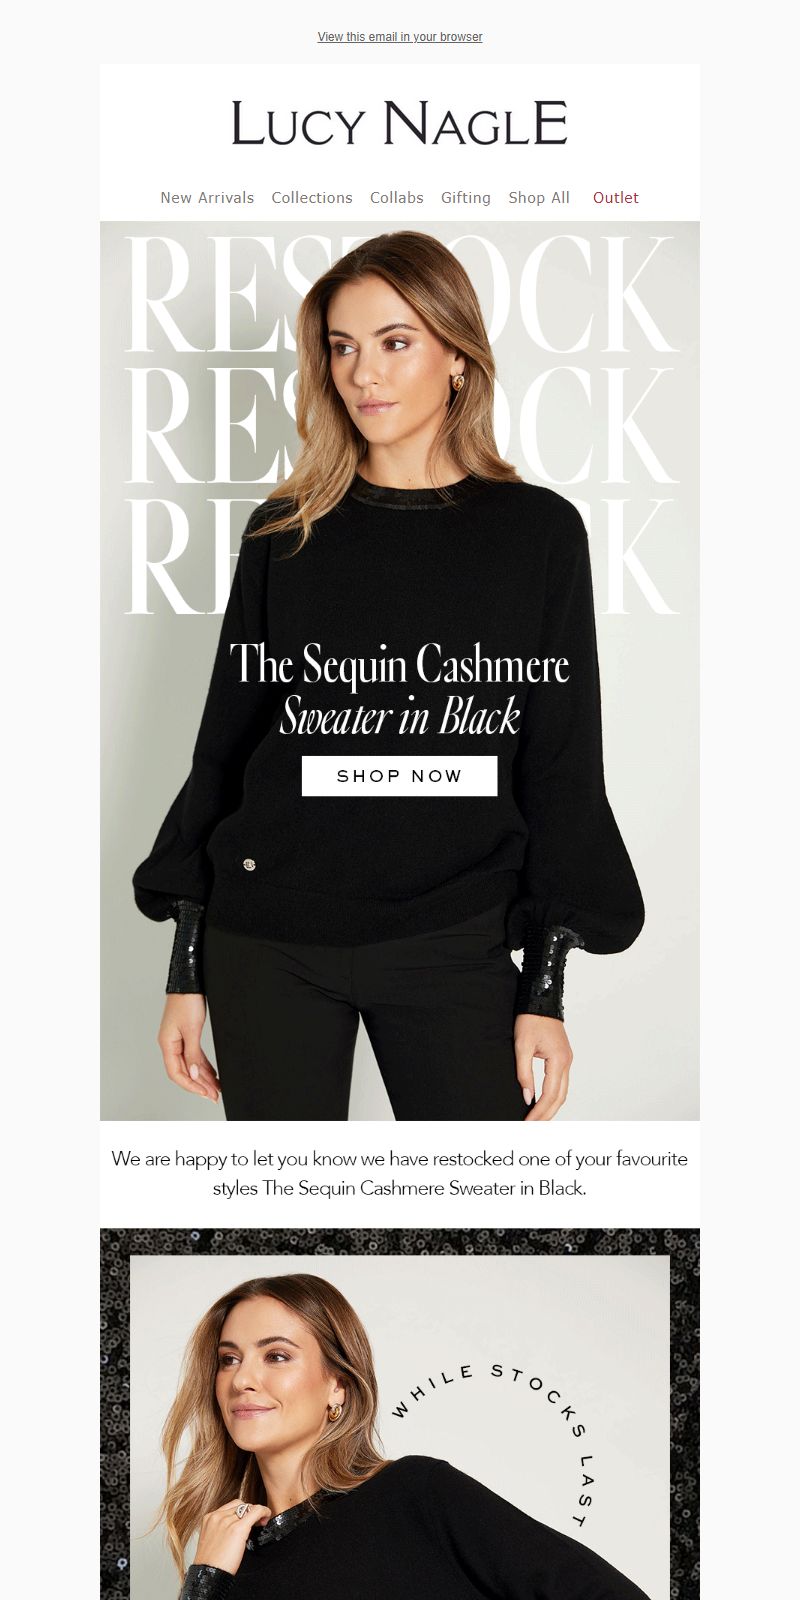 View this email in your browser
LUCY NAGLE
New Arrivals Collections Collabs Gifting Shop All Outlet
RESTOCK
RESTOCK
RESTOCK
The Sequin Cashmere
Sweater in Black
SHOP NOW
We are happy to let you know we have restocked one of your favourite
styles The Sequin Cashmere Sweater in Black.
WHILE STOCKS LAST